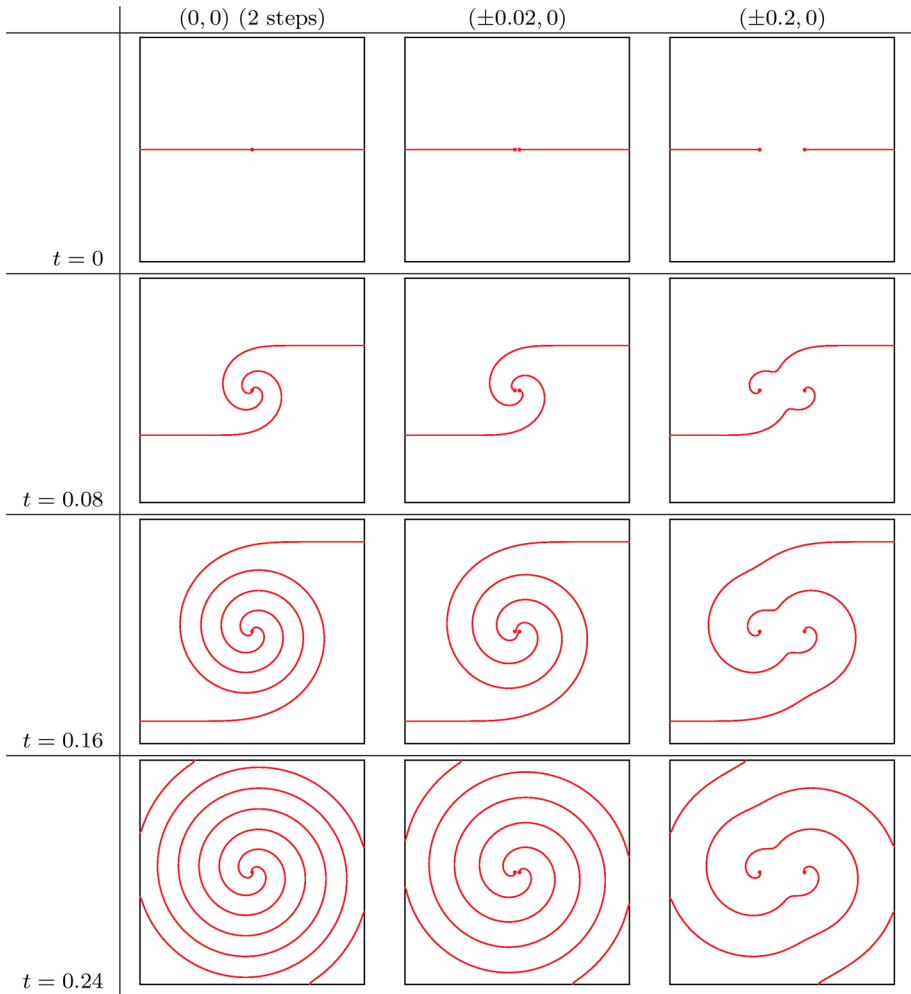 (0, 0) (2 steps) (±0.02, 0) (±0.2, 0)
t = 0
t = 0.08
t = 0.16
t = 0.24